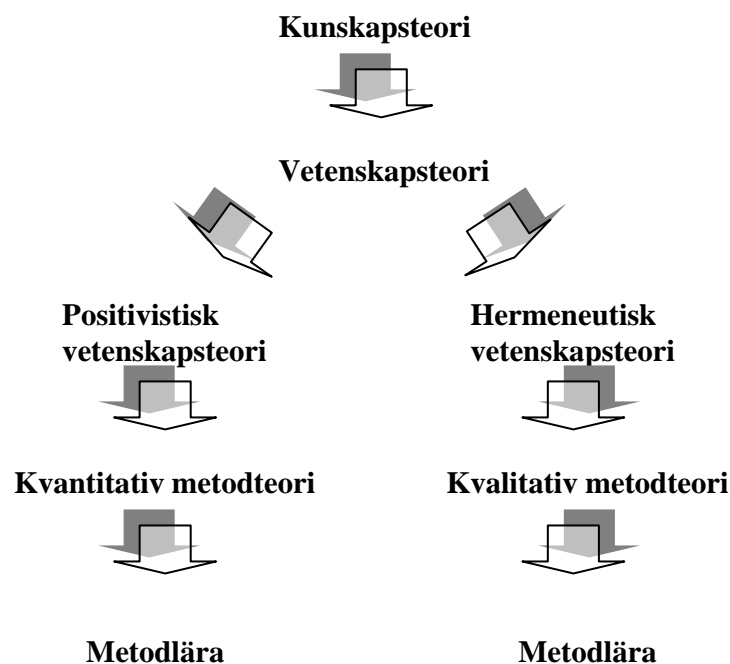 Kunskapsteori
Vetenskapsteori
Positivistisk
vetenskapsteori
Hermeneutisk
vetenskapsteori
Kvantitativ metodteori
Kvalitativ metodteori
Metodlära
Metodlära